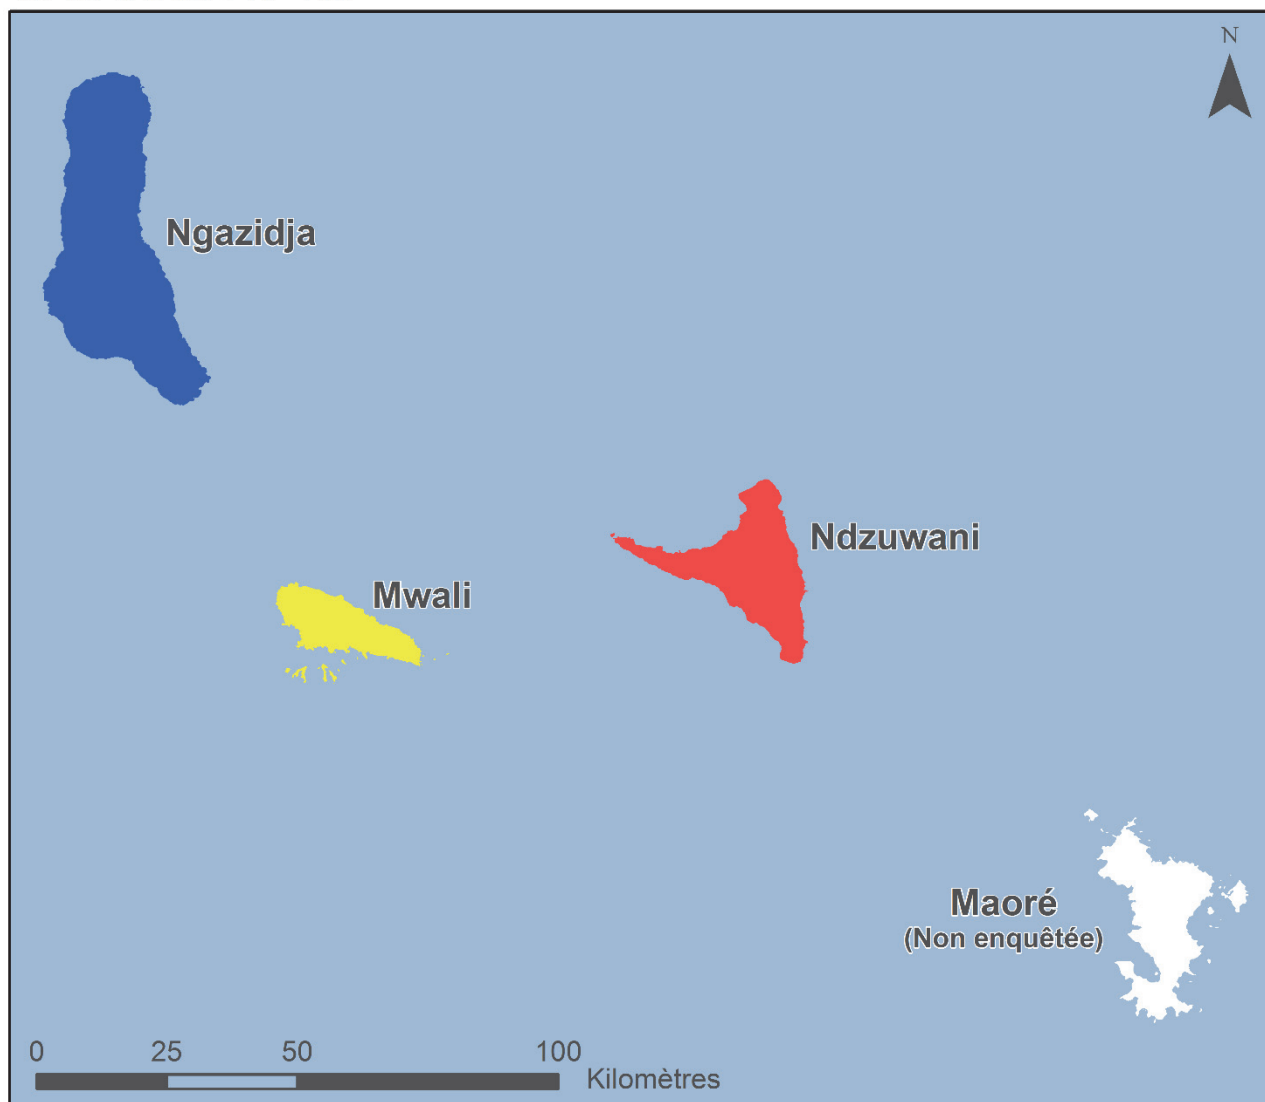 N
Ngazidja
Ndzuwani
Mwali
Maoré
(Non enquêtée)
0 25 50 100
Kilomètres